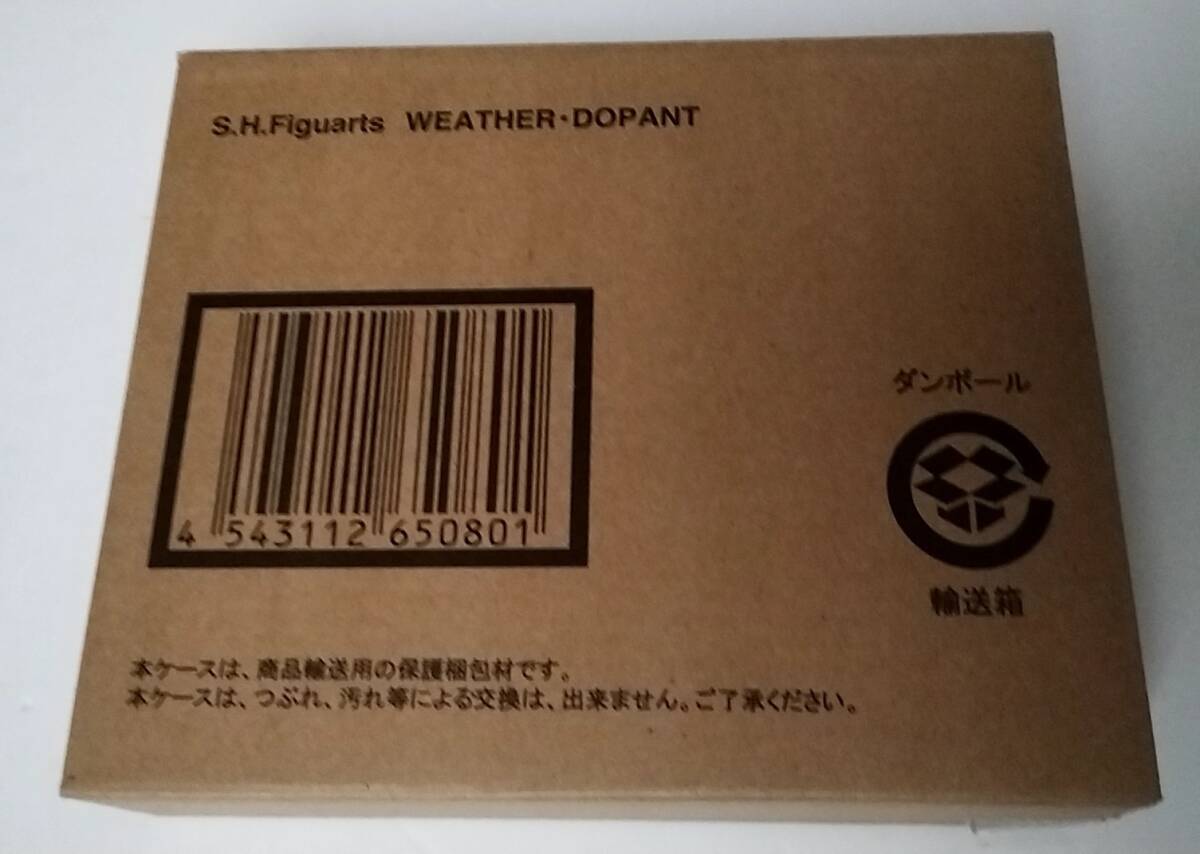 S.H.Figuarts WEATHER・DOPANT
4 543112 650801
ダンボール
輸送箱
本ケースは、商品輸送用の保護梱包材です。
本ケースは、つぶれ、汚れ等による交換は、出来ません。ご了承ください。